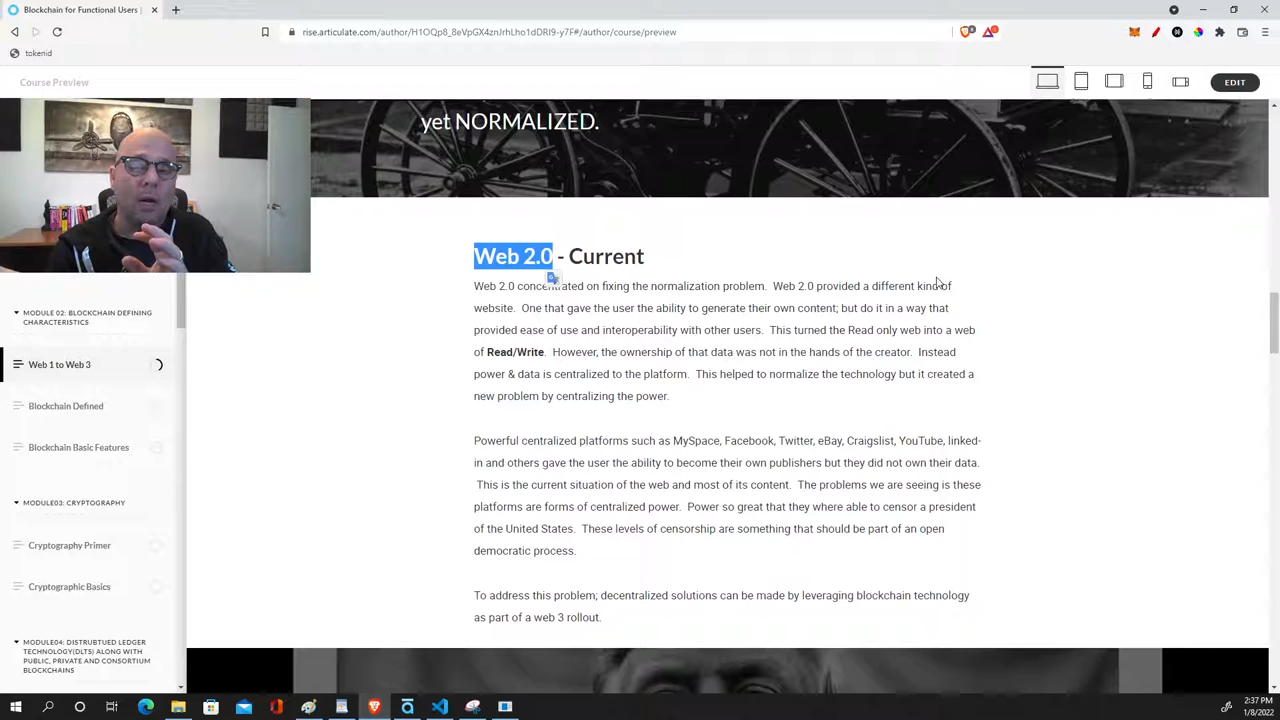 Blockchain for Functional Users |
rise.articulate.com/author/H1OQp8_8eVpGX4znJrhLho1dDRI9-y7F#/author/course/preview
tokenid
Course Preview
EDIT
yet NORMALIZED.
Web 2.0 - Current
Web 2.0 concentrated on fixing the normalization problem.  Web 2.0 provided a different kind of
website.  One that gave the user the ability to generate their own content; but do it in a way that
provided ease of use and interoperability with other users.  This turned the Read only web into a web
of Read/Write.  However, the ownership of that data was not in the hands of the creator.  Instead
power & data is centralized to the platform.  This helped to normalize the technology but it created a
new problem by centralizing the power.
Powerful centralized platforms such as MySpace, Facebook, Twitter, eBay, Craigslist, YouTube, linked-
in and others gave the user the ability to become their own publishers but they did not own their data.
This is the current situation of the web and most of its content.  The problems we are seeing is these
platforms are forms of centralized power.  Power so great that they where able to censor a president
of the United States.  These levels of censorship are something that should be part of an open
democratic process.
To address this problem; decentralized solutions can be made by leveraging blockchain technology
as part of a web 3 rollout.
MODULE 02: BLOCKCHAIN DEFINING
CHARACTERISTICS
Web 1 to Web 3
Blockchain Defined
Blockchain Basic Features
MODULE03: CRYPTOGRAPHY
Cryptography Primer
Cryptographic Basics
MODULE04: DISTRUBTUED LEDGER
TECHNOLOGY(DLTS) ALONG WITH
PUBLIC, PRIVATE AND CONSORTIUM
BLOCKCHAINS
2:37 PM
1/8/2022